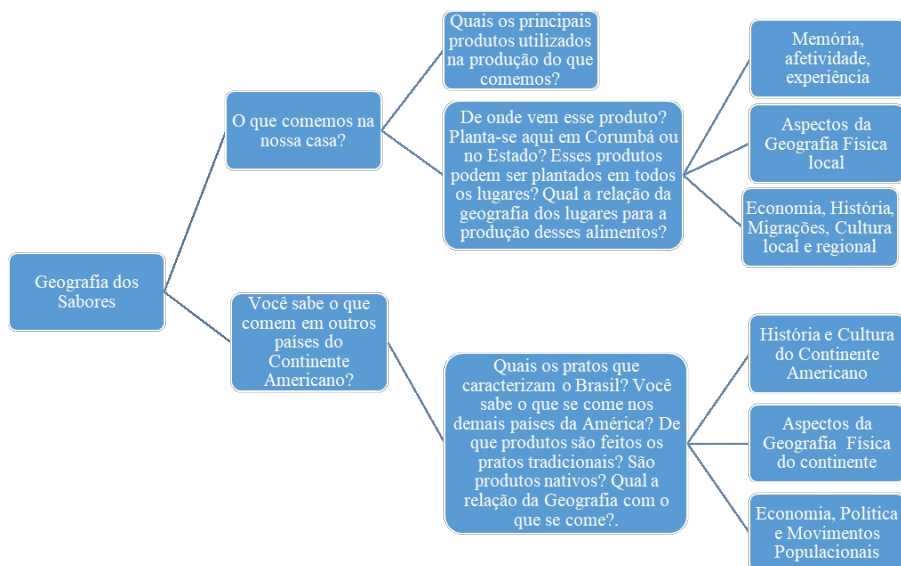 Geografia dos
Sabores
O que comemos na
nossa casa?
Quais os principais
produtos utilizados
na produção do que
comemos?
De onde vem esse produto?
Planta-se aqui em Corumbá ou
no Estado? Esses produtos
podem ser plantados em todos
os lugares? Qual a relação da
geografia dos lugares para a
produção desses alimentos?
Memória,
afetividade,
experiência
Aspectos da
Geografia Física
local
Economia, História,
Migrações, Cultura
local e regional
Você sabe o que
comem em outros
países do
Continente
Americano?
Quais os pratos que
caracterizam o Brasil? Você
sabe o que se come nos
demais países da América? De
que produtos são feitos os
pratos tradicionais? São
produtos nativos? Qual a
relação da Geografia com o
que se come?.
História e Cultura
do Continente
Americano
Aspectos da
Geografia Física
do continente
Economia, Política
e Movimentos
Populacionais